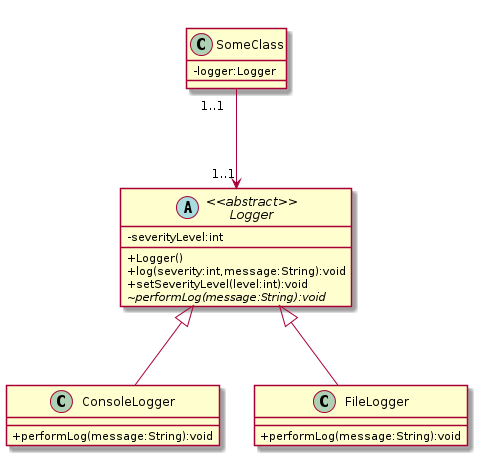 C SomeClass
-logger:Logger
1..1
1..1
A <<abstract>>
Logger
-severityLevel:int
+Logger()
+log(severity:int,message:String):void
+setSeverityLevel(level:int):void
~performLog(message:String):void
C ConsoleLogger
+performLog(message:String):void
C FileLogger
+performLog(message:String):void